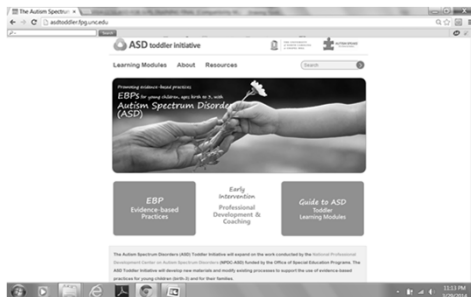 The Autism Spectrum
asdtoddler.fpg.unc.edu
Search
ASD toddler initiative
Learning Modules About Resources
Search
Promoting evidence-based practices
EBPs for young children, ages birth to 3, with
Autism Spectrum Disorder
(ASD)
EBP
Evidence-based
Practices
Early
Intervention
Professional
Development &
Coaching
Guide to ASD
Toddler
Learning Modules
The Autism Spectrum Disorders (ASD) Toddler Initiative will expand on the work conducted by the National Professional
Development Center on Autism Spectrum Disorders (NPDC-ASD) funded by the Office of Special Education Programs. The
ASD Toddler Initiative will develop new materials and modify existing processes to support the use of evidence-based
practices for young children (birth-3) and for their families.
11:13 PM